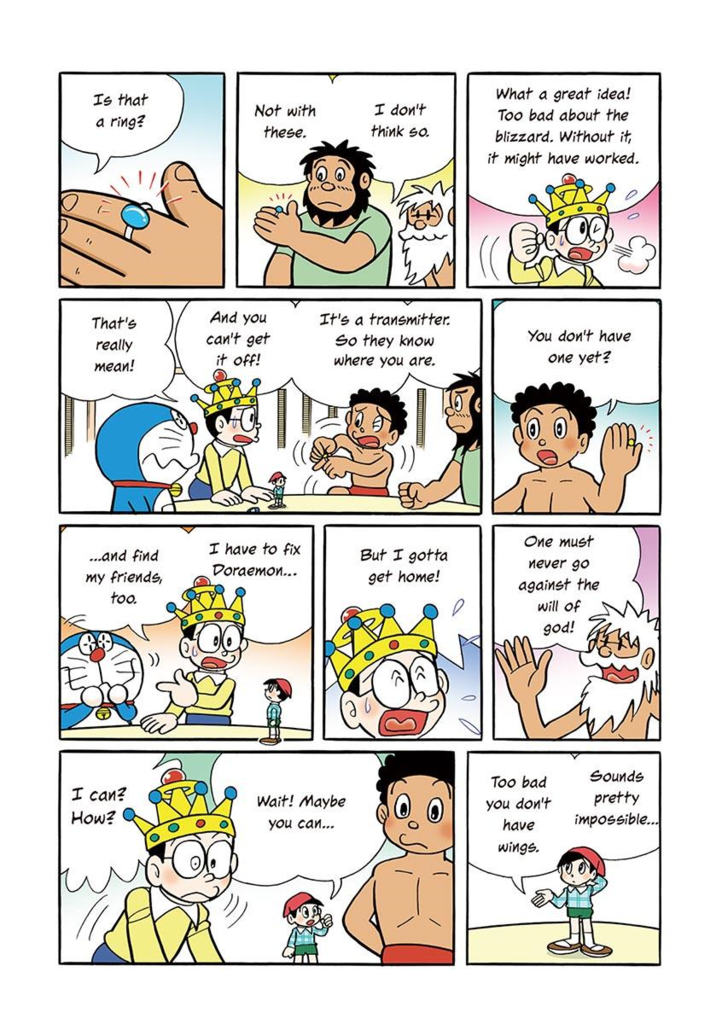 What a great idea!
Too bad about the
blizzard. Without it,
it might have worked.
I don't
think so.
Not with
these.
Is that
a ring?
You don't have
one yet?
It's a transmitter.
So they know
where you are.
And you
can't get
it off!
That's
really
mean!
One must
never go
against the
will of
god!
But I gotta
get home!
I have to fix
Doraemon...
...and find
my friends,
too.
Sounds
pretty
impossible...
Too bad
you don't
have
wings.
Wait! Maybe
you can...
I can?
How?